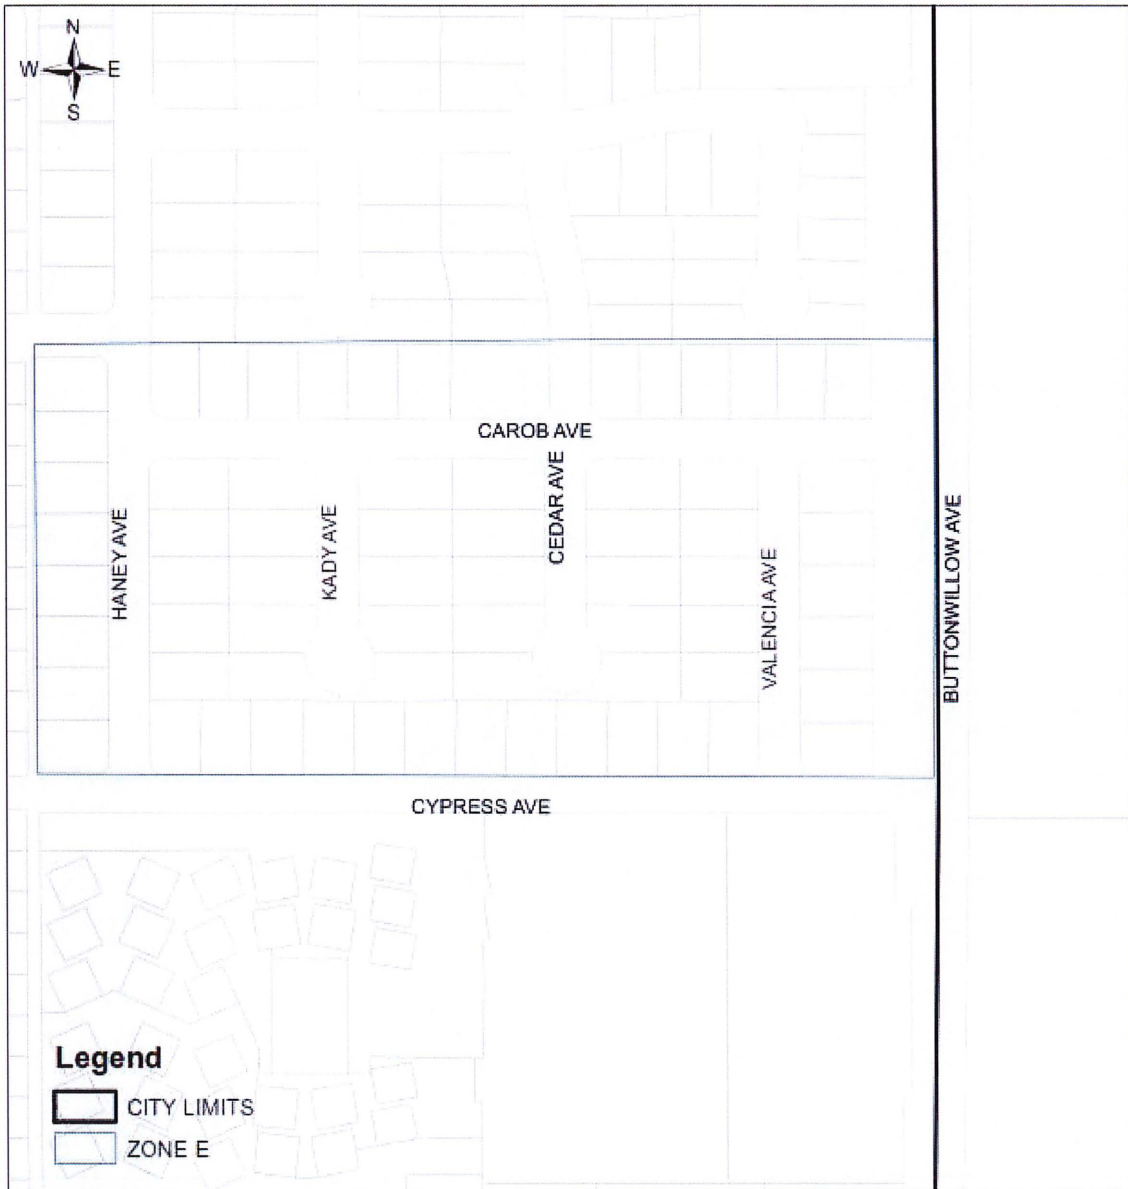 N
W E
S
CAROB AVE
CEDAR AVE
HANEY AVE
KADY AVE
VALENCIA AVE
BUTTONWILLOW AVE
CYPRESS AVE
Legend
CITY LIMITS
ZONE E